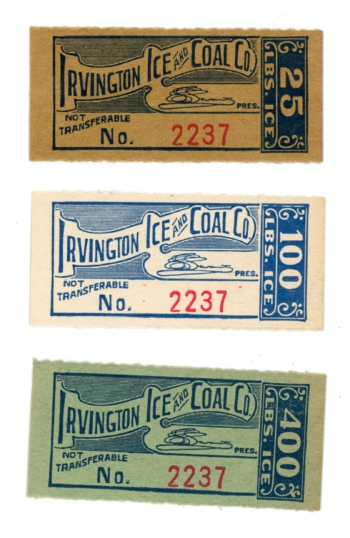 IRVINGTON ICE AND COAL CO.
PRES.
NOT
TRANSFERABLE
No. 2237
25
LBS. ICE
IRVINGTON ICE AND COAL CO.
PRES.
NOT
TRANSFERABLE
No. 2237
100
LBS. ICE
IRVINGTON ICE AND COAL CO.
PRES.
NOT
TRANSFERABLE
No. 2237
400
LBS. ICE